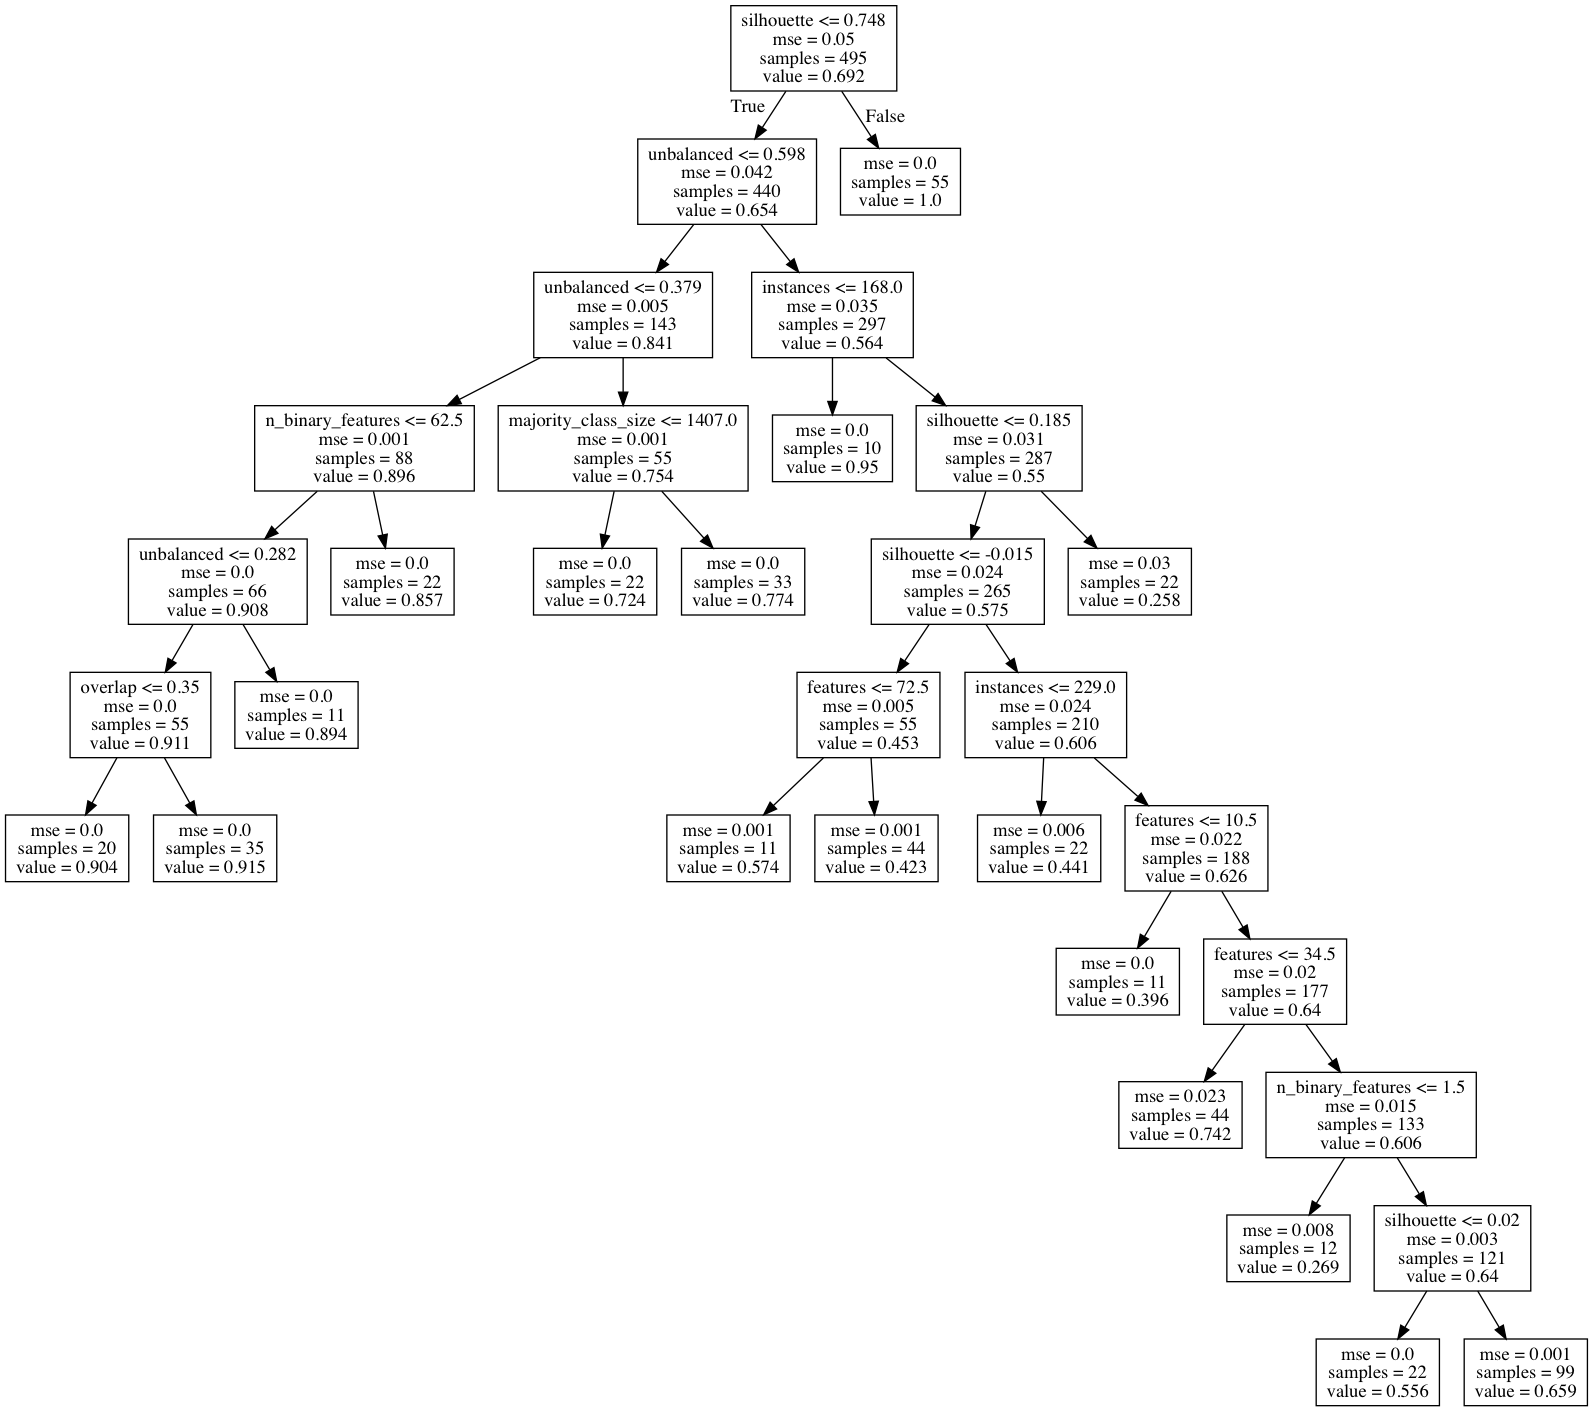 silhouette <= 0.748
mse = 0.05
samples = 495
value = 0.692
True
False
unbalanced <= 0.598
mse = 0.042
samples = 440
value = 0.654
mse = 0.0
samples = 55
value = 1.0
unbalanced <= 0.379
mse = 0.005
samples = 143
value = 0.841
instances <= 168.0
mse = 0.035
samples = 297
value = 0.564
n_binary_features <= 62.5
mse = 0.001
samples = 88
value = 0.896
majority_class_size <= 1407.0
mse = 0.001
samples = 55
value = 0.754
mse = 0.0
samples = 10
value = 0.95
silhouette <= 0.185
mse = 0.031
samples = 287
value = 0.55
unbalanced <= 0.282
mse = 0.0
samples = 66
value = 0.908
mse = 0.0
samples = 22
value = 0.857
mse = 0.0
samples = 22
value = 0.724
mse = 0.0
samples = 33
value = 0.774
silhouette <= -0.015
mse = 0.024
samples = 265
value = 0.575
mse = 0.03
samples = 22
value = 0.258
overlap <= 0.35
mse = 0.0
samples = 55
value = 0.911
mse = 0.0
samples = 11
value = 0.894
features <= 72.5
mse = 0.005
samples = 55
value = 0.453
instances <= 229.0
mse = 0.024
samples = 210
value = 0.606
mse = 0.0
samples = 20
value = 0.904
mse = 0.0
samples = 35
value = 0.915
mse = 0.001
samples = 11
value = 0.574
mse = 0.001
samples = 44
value = 0.423
mse = 0.006
samples = 22
value = 0.441
features <= 10.5
mse = 0.022
samples = 188
value = 0.626
mse = 0.0
samples = 11
value = 0.396
features <= 34.5
mse = 0.02
samples = 177
value = 0.64
mse = 0.023
samples = 44
value = 0.742
n_binary_features <= 1.5
mse = 0.015
samples = 133
value = 0.606
mse = 0.008
samples = 12
value = 0.269
silhouette <= 0.02
mse = 0.003
samples = 121
value = 0.64
mse = 0.0
samples = 22
value = 0.556
mse = 0.001
samples = 99
value = 0.659